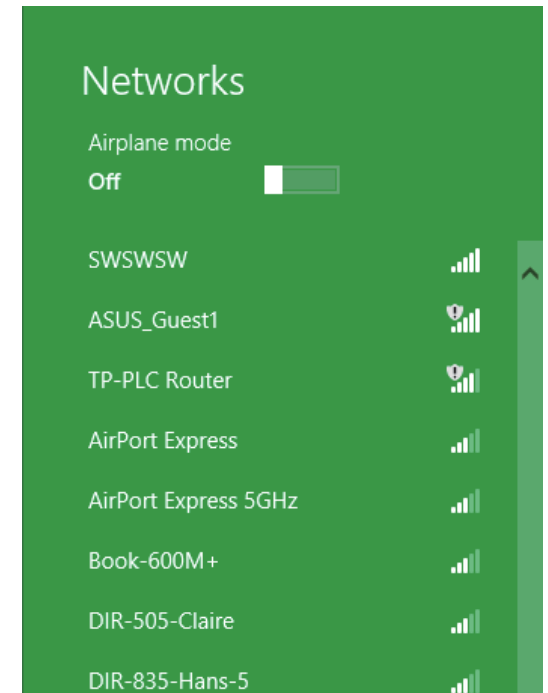 Networks
Airplane mode
Off
SWSWSW
ASUS_Guest1
TP-PLC Router
AirPort Express
AirPort Express 5GHz
Book-600M+
DIR-505-Claire
DIR-835-Hans-5